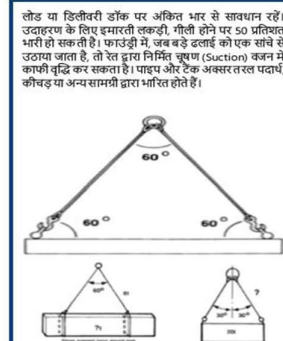 लोड या डिलीवरी डॉक पर अंकित भार से सावधान रहें।
उदाहरण के लिए इमारती लकड़ी, गीली होने पर 50 प्रतिशत
भारी हो सकती है। फाउंड्री में, जब बड़े ढलाई को एक सांचे से
उठाया जाता है, तो रेत द्वारा निर्मित चूषण (Suction) वजन में
काफी वृद्धि कर सकता है। पाइप और टैंक अक्सर तरल पदार्थ,
कीचड़ या अन्य सामग्री द्वारा भारित होते हैं।
60°
60° 60°
60° ?
30° 30°